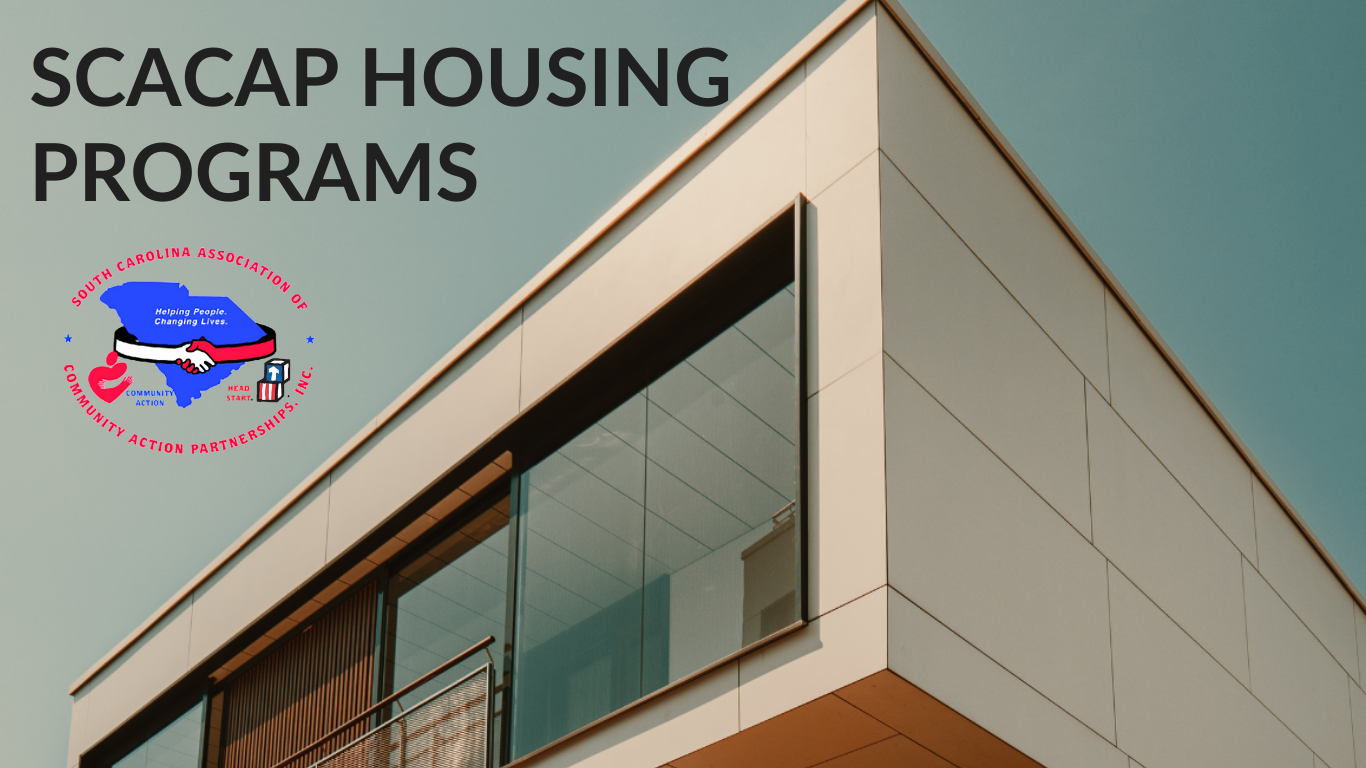 SCACAP HOUSING
PROGRAMS
SOUTH CAROLINA ASSOCIATION OF
Helping People.
Changing Lives.
COMMUNITY
ACTION
HEAD
START.
COMMUNITY ACTION PARTNERSHIPS, INC.